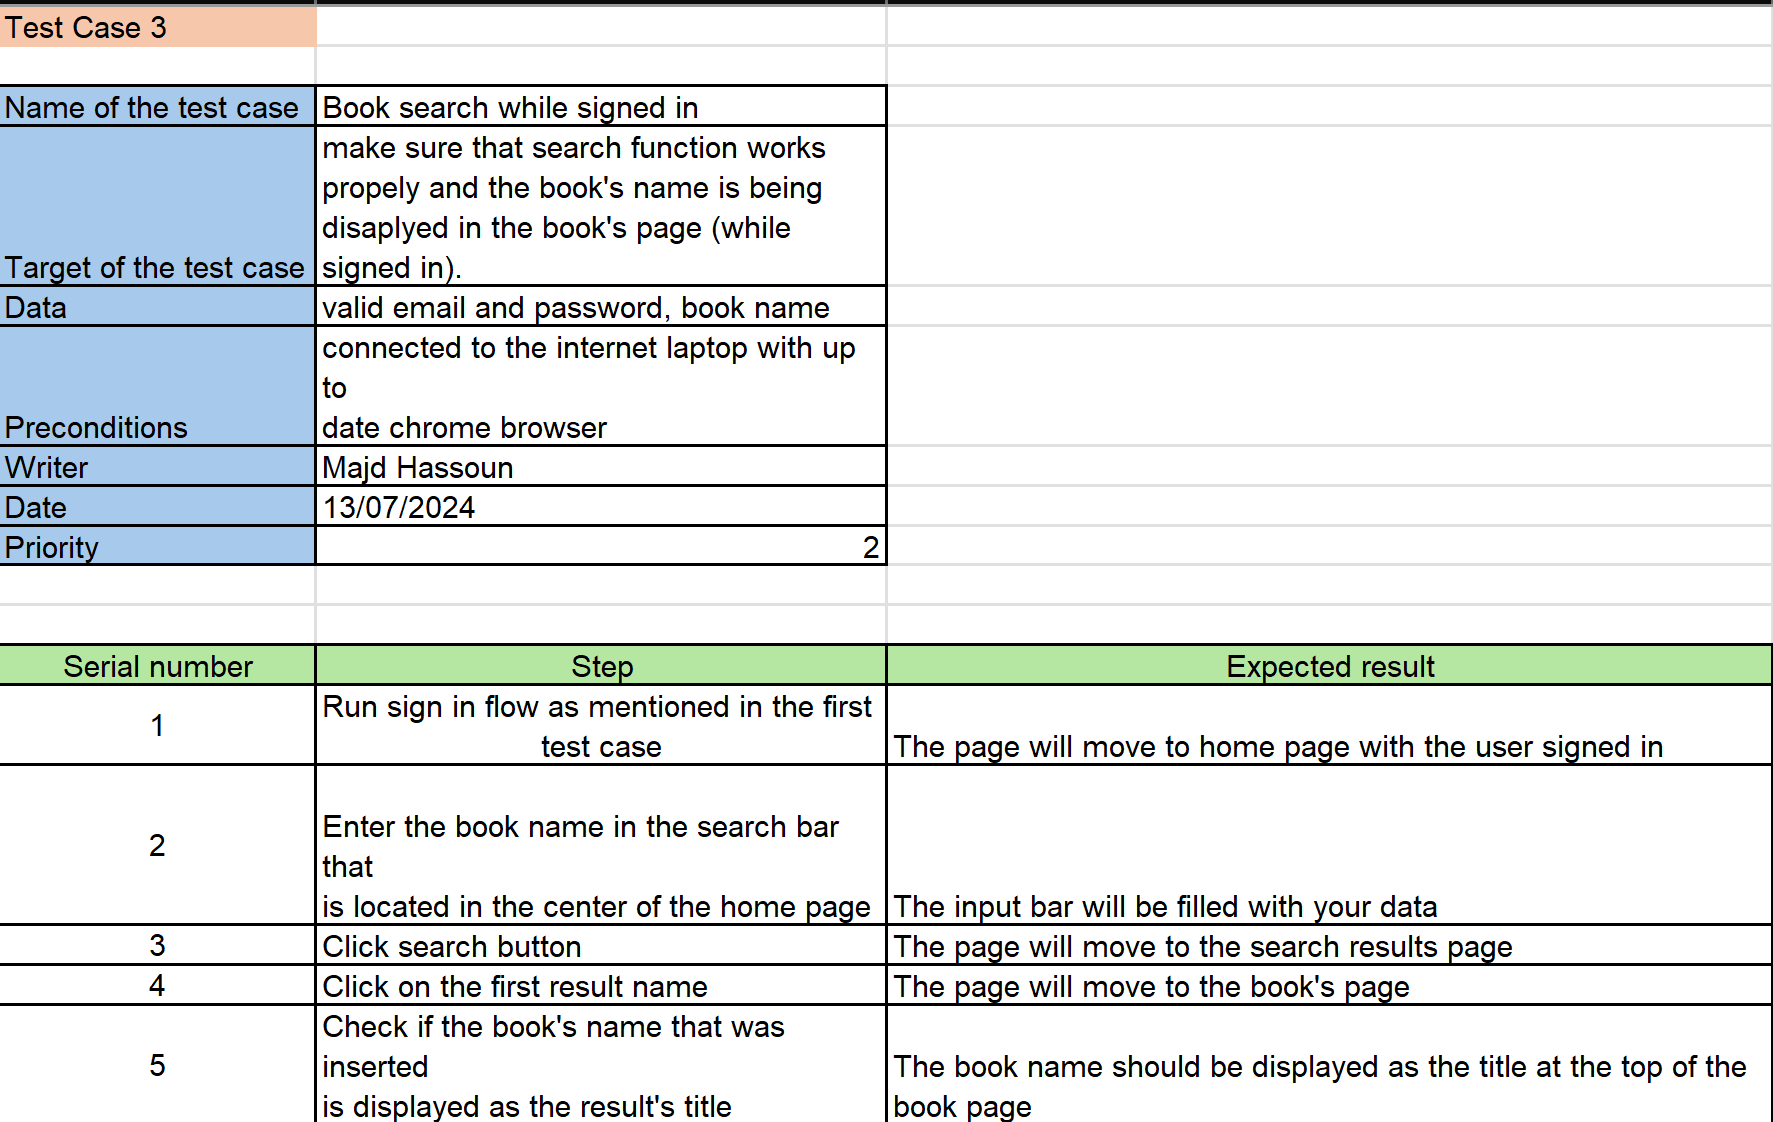 Test Case 3
Name of the test case Book search while signed in
make sure that search function works
propely and the book's name is being
disaplyed in the book's page (while
Target of the test case signed in).
Data valid email and password, book name
connected to the internet laptop with up
to
Preconditions date chrome browser
Writer Majd Hassoun
Date 13/07/2024
Priority 2
Serial number Step Expected result
1 Run sign in flow as mentioned in the first
test case The page will move to home page with the user signed in
2 Enter the book name in the search bar
that
is located in the center of the home page The input bar will be filled with your data
3 Click search button The page will move to the search results page
4 Click on the first result name The page will move to the book's page
5 Check if the book's name that was
inserted
is displayed as the result's title The book name should be displayed as the title at the top of the
book page